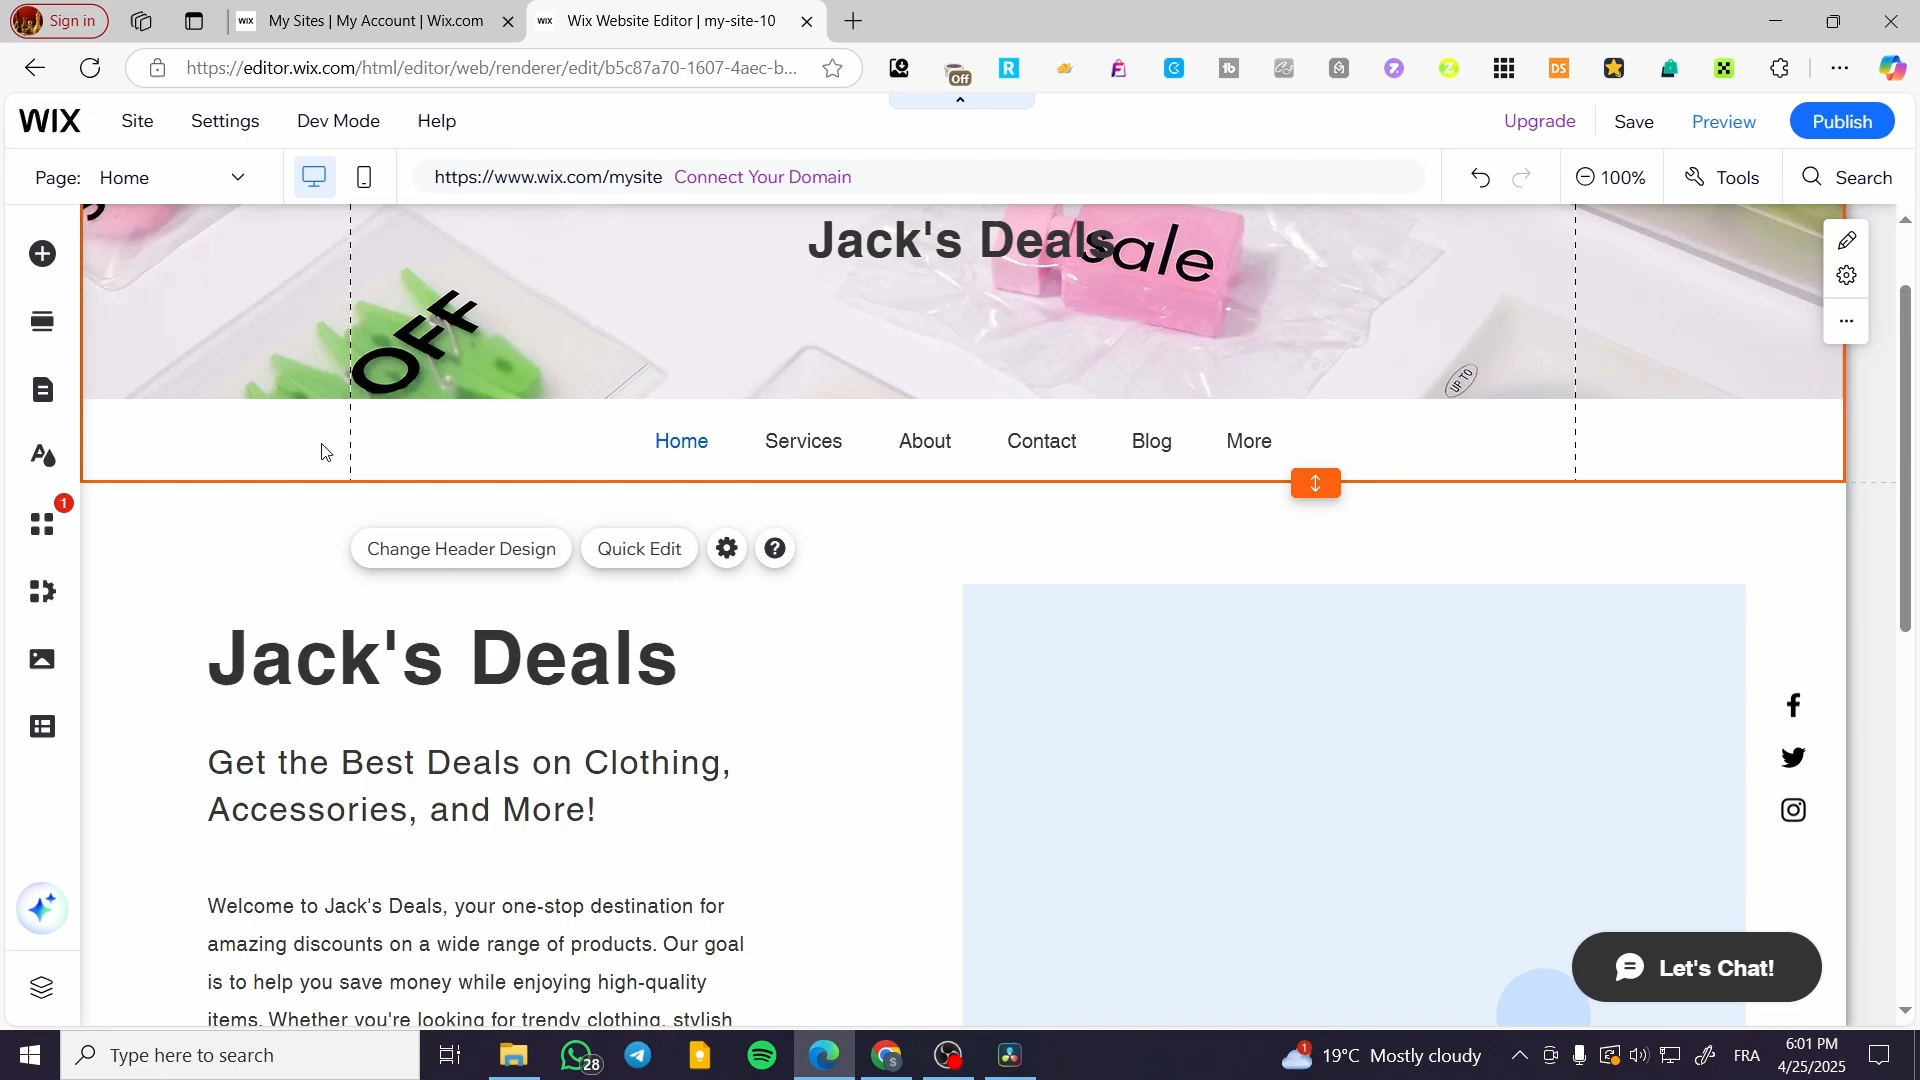 Sign in
WIX My Sites | My Account | Wix.com
WIX Wix Website Editor | my-site-10
https://editor.wix.com/html/editor/web/renderer/edit/b5c87a70-1607-4aec-b...
Off
R
tb
DS
WIX
Site
Settings
Dev Mode
Help
Upgrade
Save
Preview
Publish
Page: Home
https://www.wix.com/mysite Connect Your Domain
100%
Tools
Search
Jack's Deals
sale
OFF
UP TO
Home
Services
About
Contact
Blog
More
1
Change Header Design
Quick Edit
?
Jack's Deals
Get the Best Deals on Clothing,
Accessories, and More!
Welcome to Jack's Deals, your one-stop destination for
amazing discounts on a wide range of products. Our goal
is to help you save money while enjoying high-quality
items. Whether you're looking for trendy clothing, stylish
Let's Chat!
Type here to search
28
19°C Mostly cloudy
FRA
6:01 PM
4/25/2025